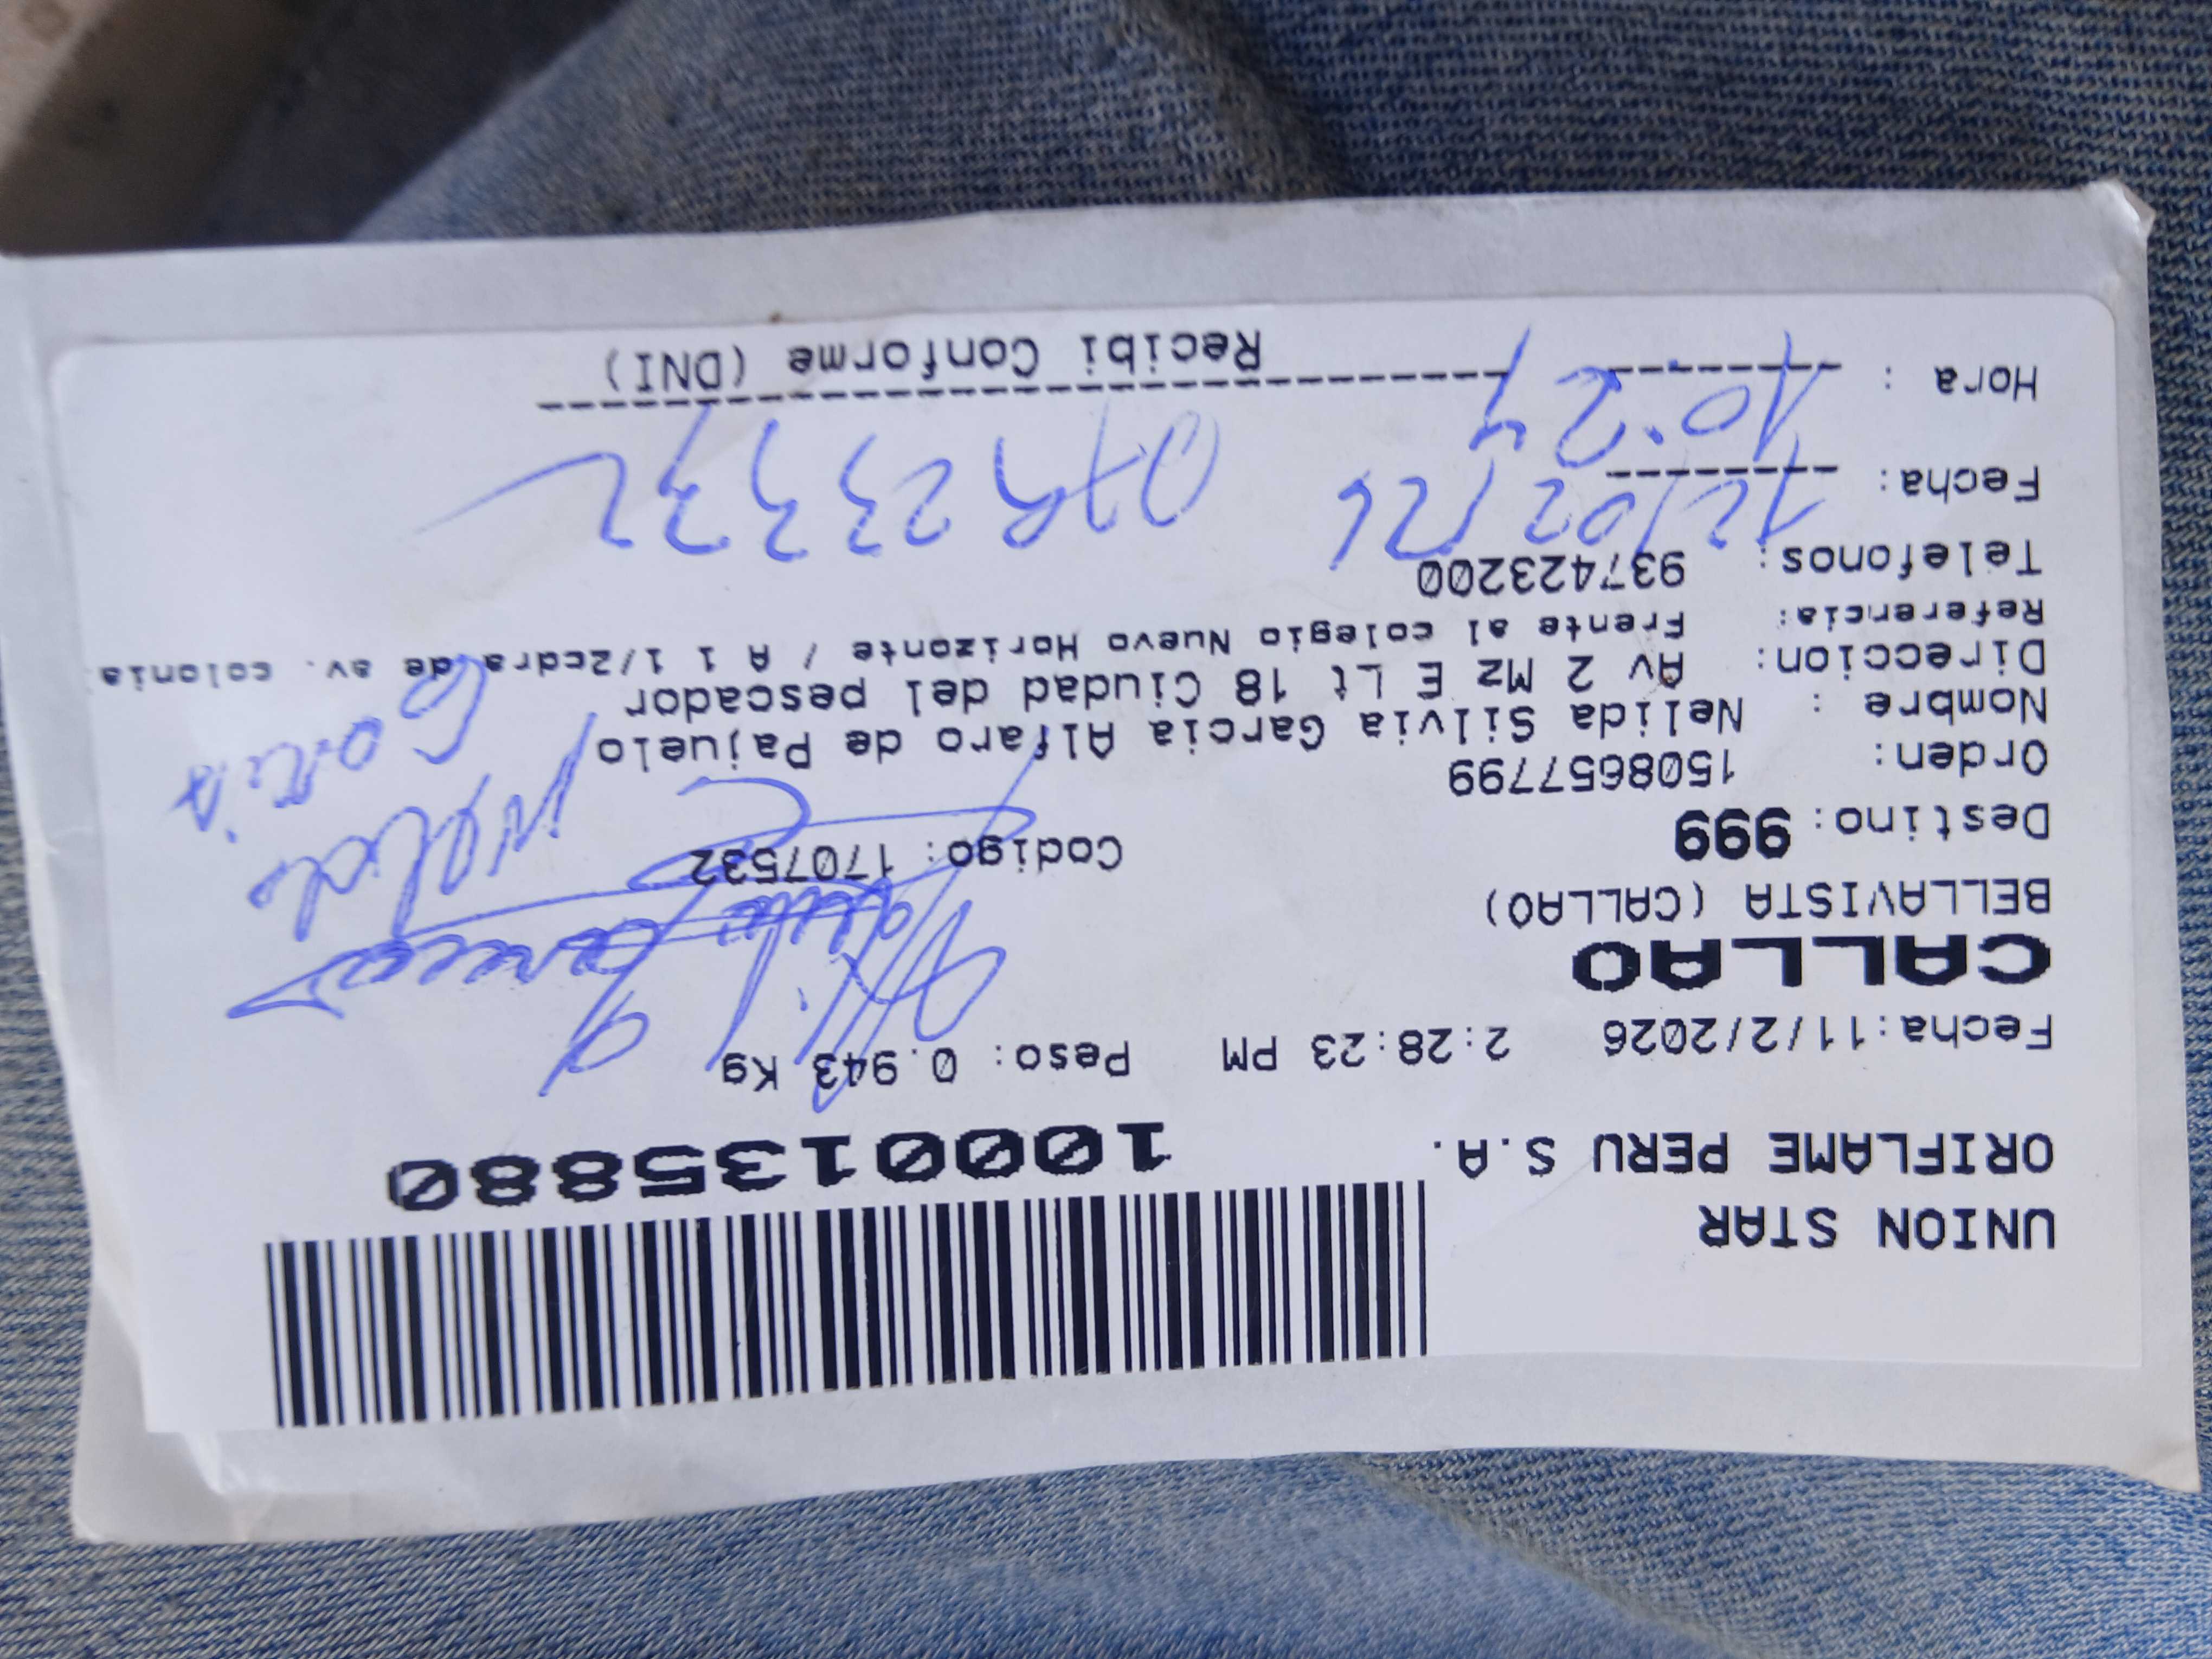 UNION STAR
ORIFLAME PERU S.A.
1000135880
Fecha:11/2/2026 2:28:23 PM Peso: 0.943 Kg
CALLAO
BELLAVISTA (CALLAO)
Destino: 999 Codigo: 1707532
Orden: 1508657799
Nombre : Nelida Silvia Garcia Alfaro de Pajuelo
Direccion: Av 2 Mz E Lt 18 Ciudad del pescador
Referencia: Frente al colegio Nuevo Horizonte / A 1 1/2cdra de av. colonia
Telefonos: 937423200
Fecha: 12/02/26
Hora : 10:24
Recibi Conforme (DNI)
Nelida
Garcia